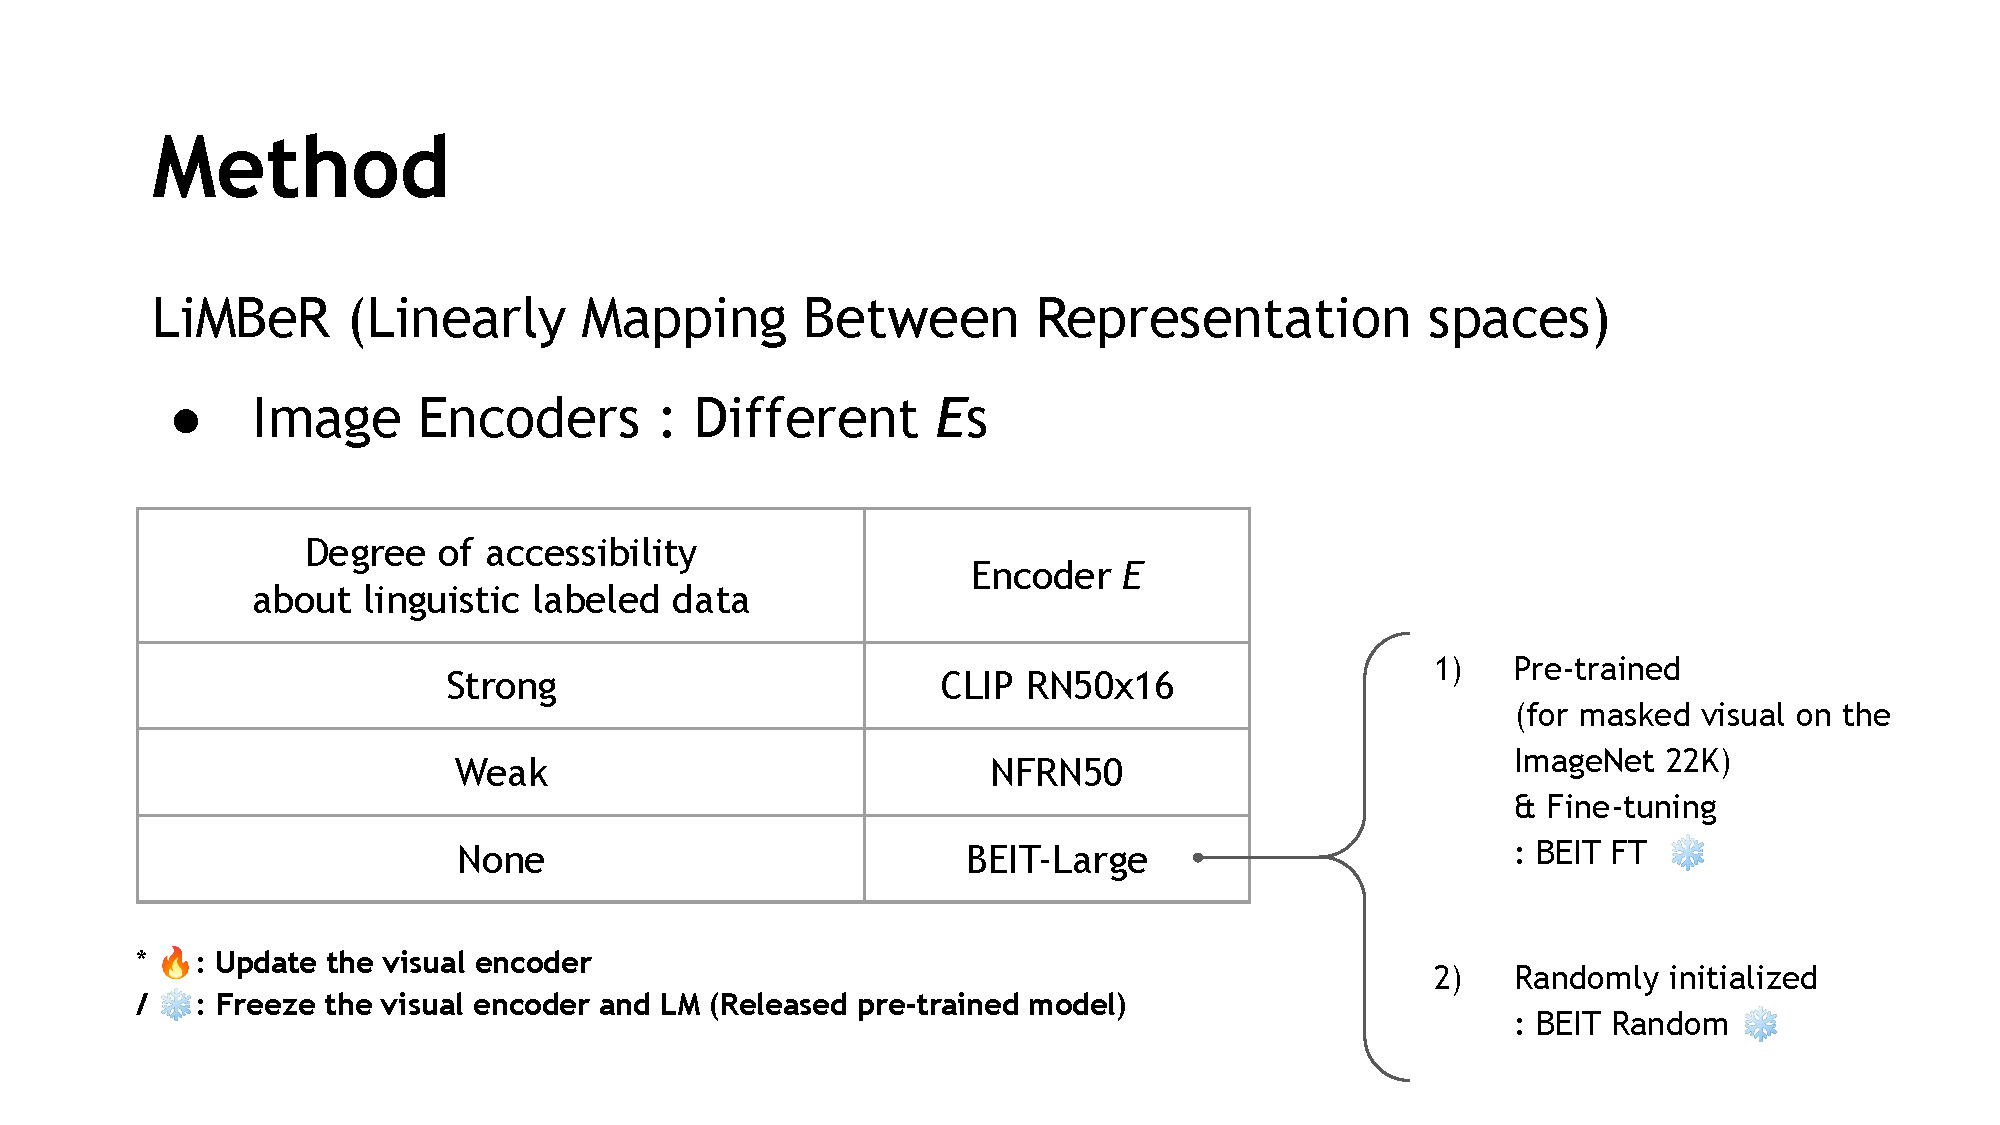 Method
LiMBeR (Linearly Mapping Between Representation spaces)
● Image Encoders : Different Es
Degree of accessibility
about linguistic labeled data
Encoder E
Strong
CLIP RN50x16
Weak
NFRN50
None
BEIT-Large
* 🔥: Update the visual encoder
/ ❄️: Freeze the visual encoder and LM (Released pre-trained model)
1) Pre-trained
(for masked visual on the
ImageNet 22K)
& Fine-tuning
: BEIT FT ❄️
2) Randomly initialized
: BEIT Random ❄️